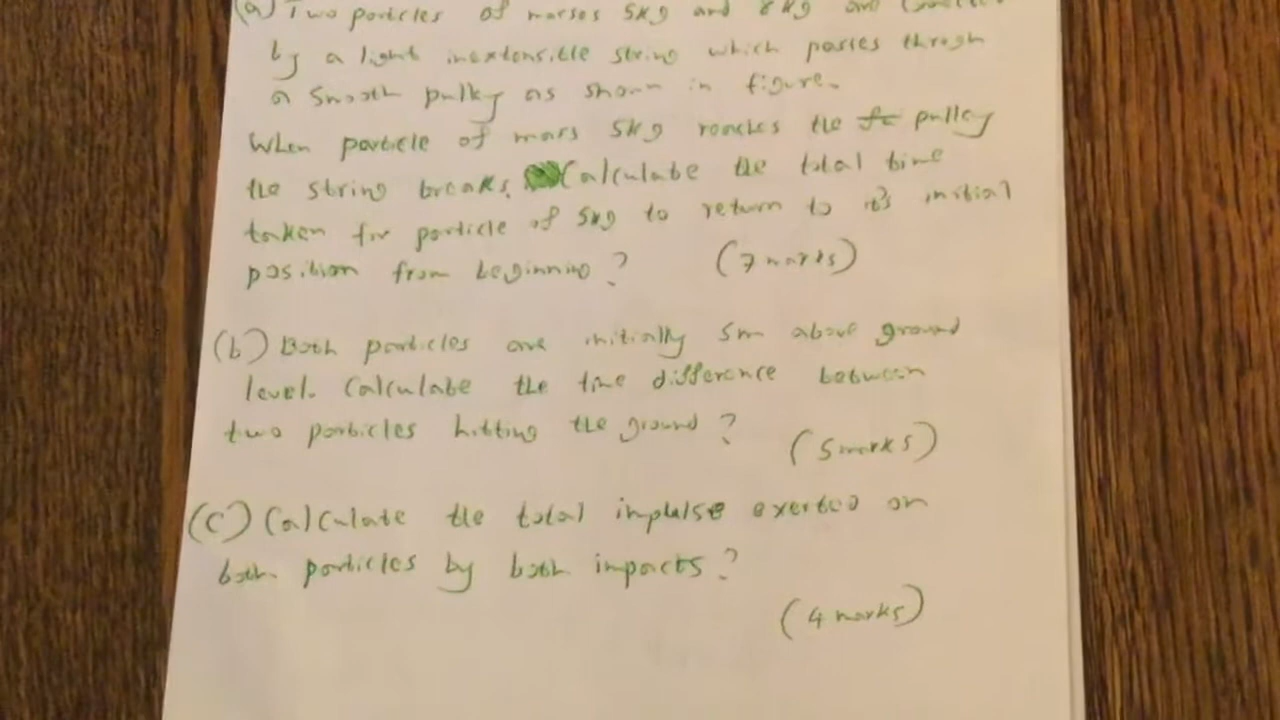 (a) Two particles of masses 5kg and 8kg are
by a light inextensible string which passes throgh
a smooth pulley as shown in figure.
When particle of mass 5kg reaches the pulley
the string breaks. Calculate the total time
taken for particle of 5kg to return to it's initial
position from beginning?
(7 marks)
(b) Both particles are initially 5m above ground
level. Calculate the time difference between
two particles hitting the ground?
(5 marks)
(c) Calculate the total impulse exerted on
both particles by both impacts?
(4 marks)